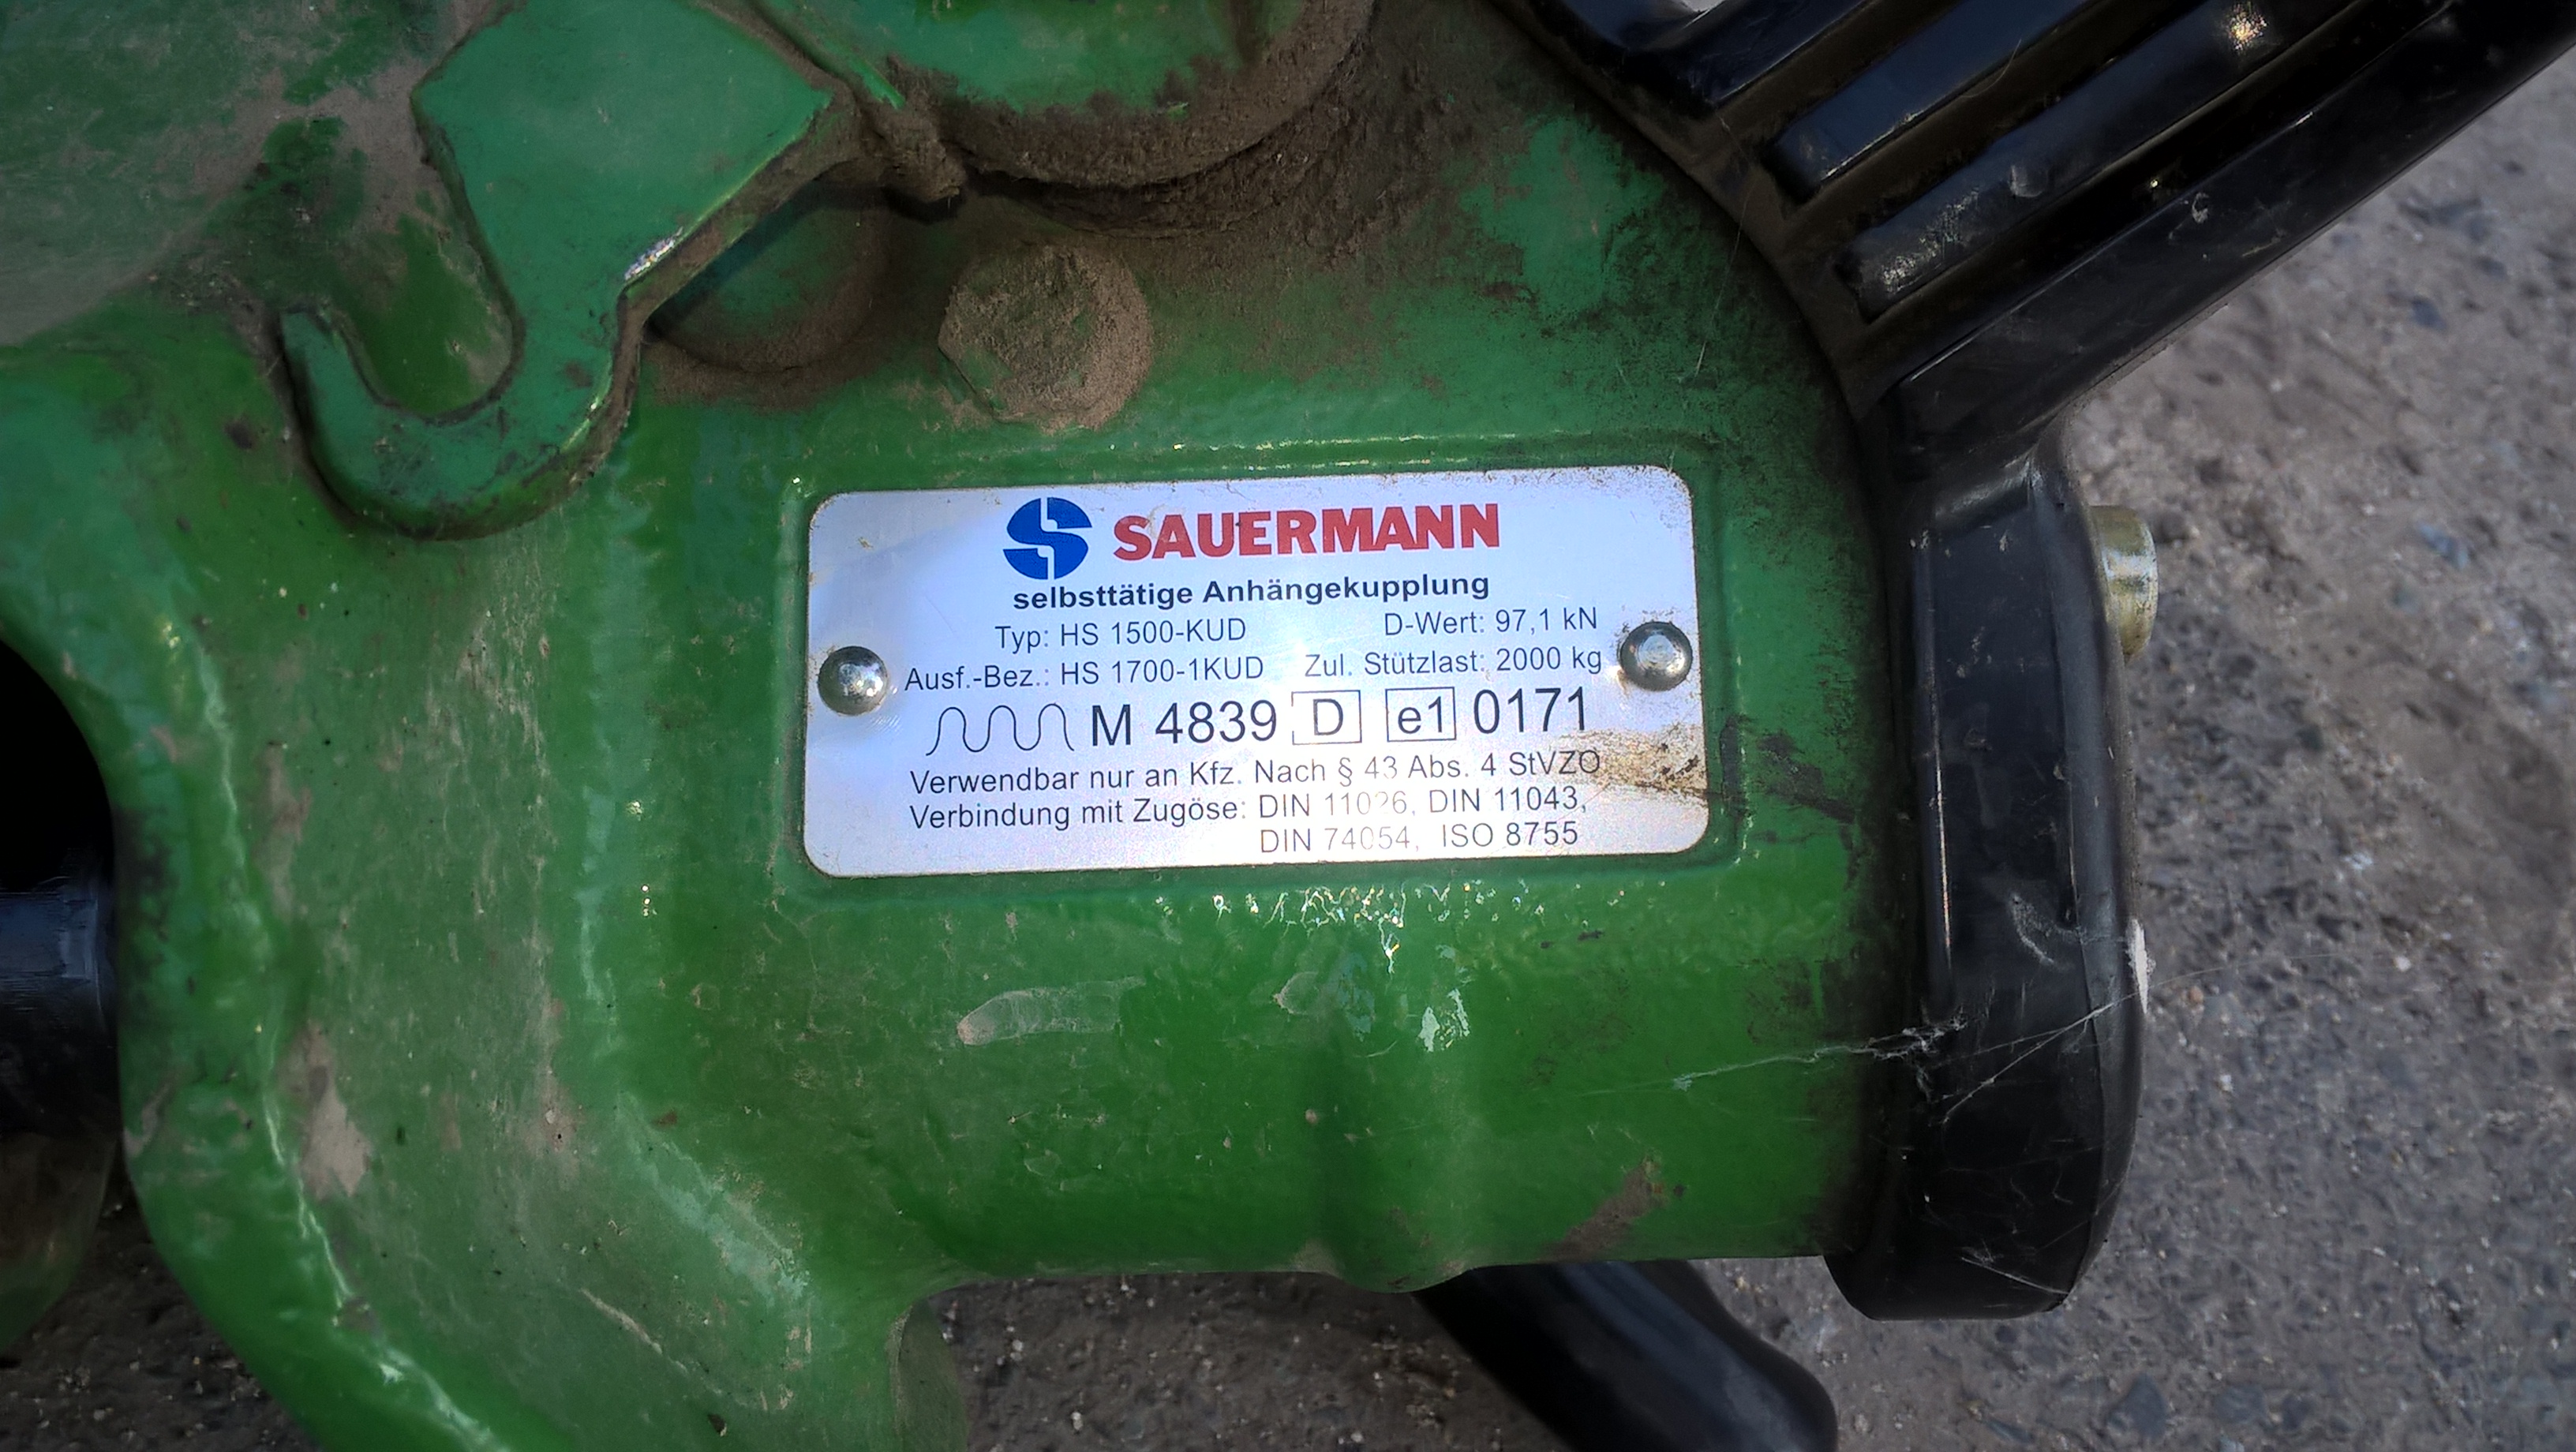 SAUERMANN
selbsttätige Anhängekupplung
Typ: HS 1500-KUD D-Wert: 97,1 kN
Ausf.-Bez.: HS 1700-1KUD Zul. Stützlast: 2000 kg
M 4839 D e1 0171
Verwendbar nur an Kfz. Nach § 43 Abs. 4 StVZO
Verbindung mit Zugöse: DIN 11026, DIN 11043,
DIN 74054, ISO 8755